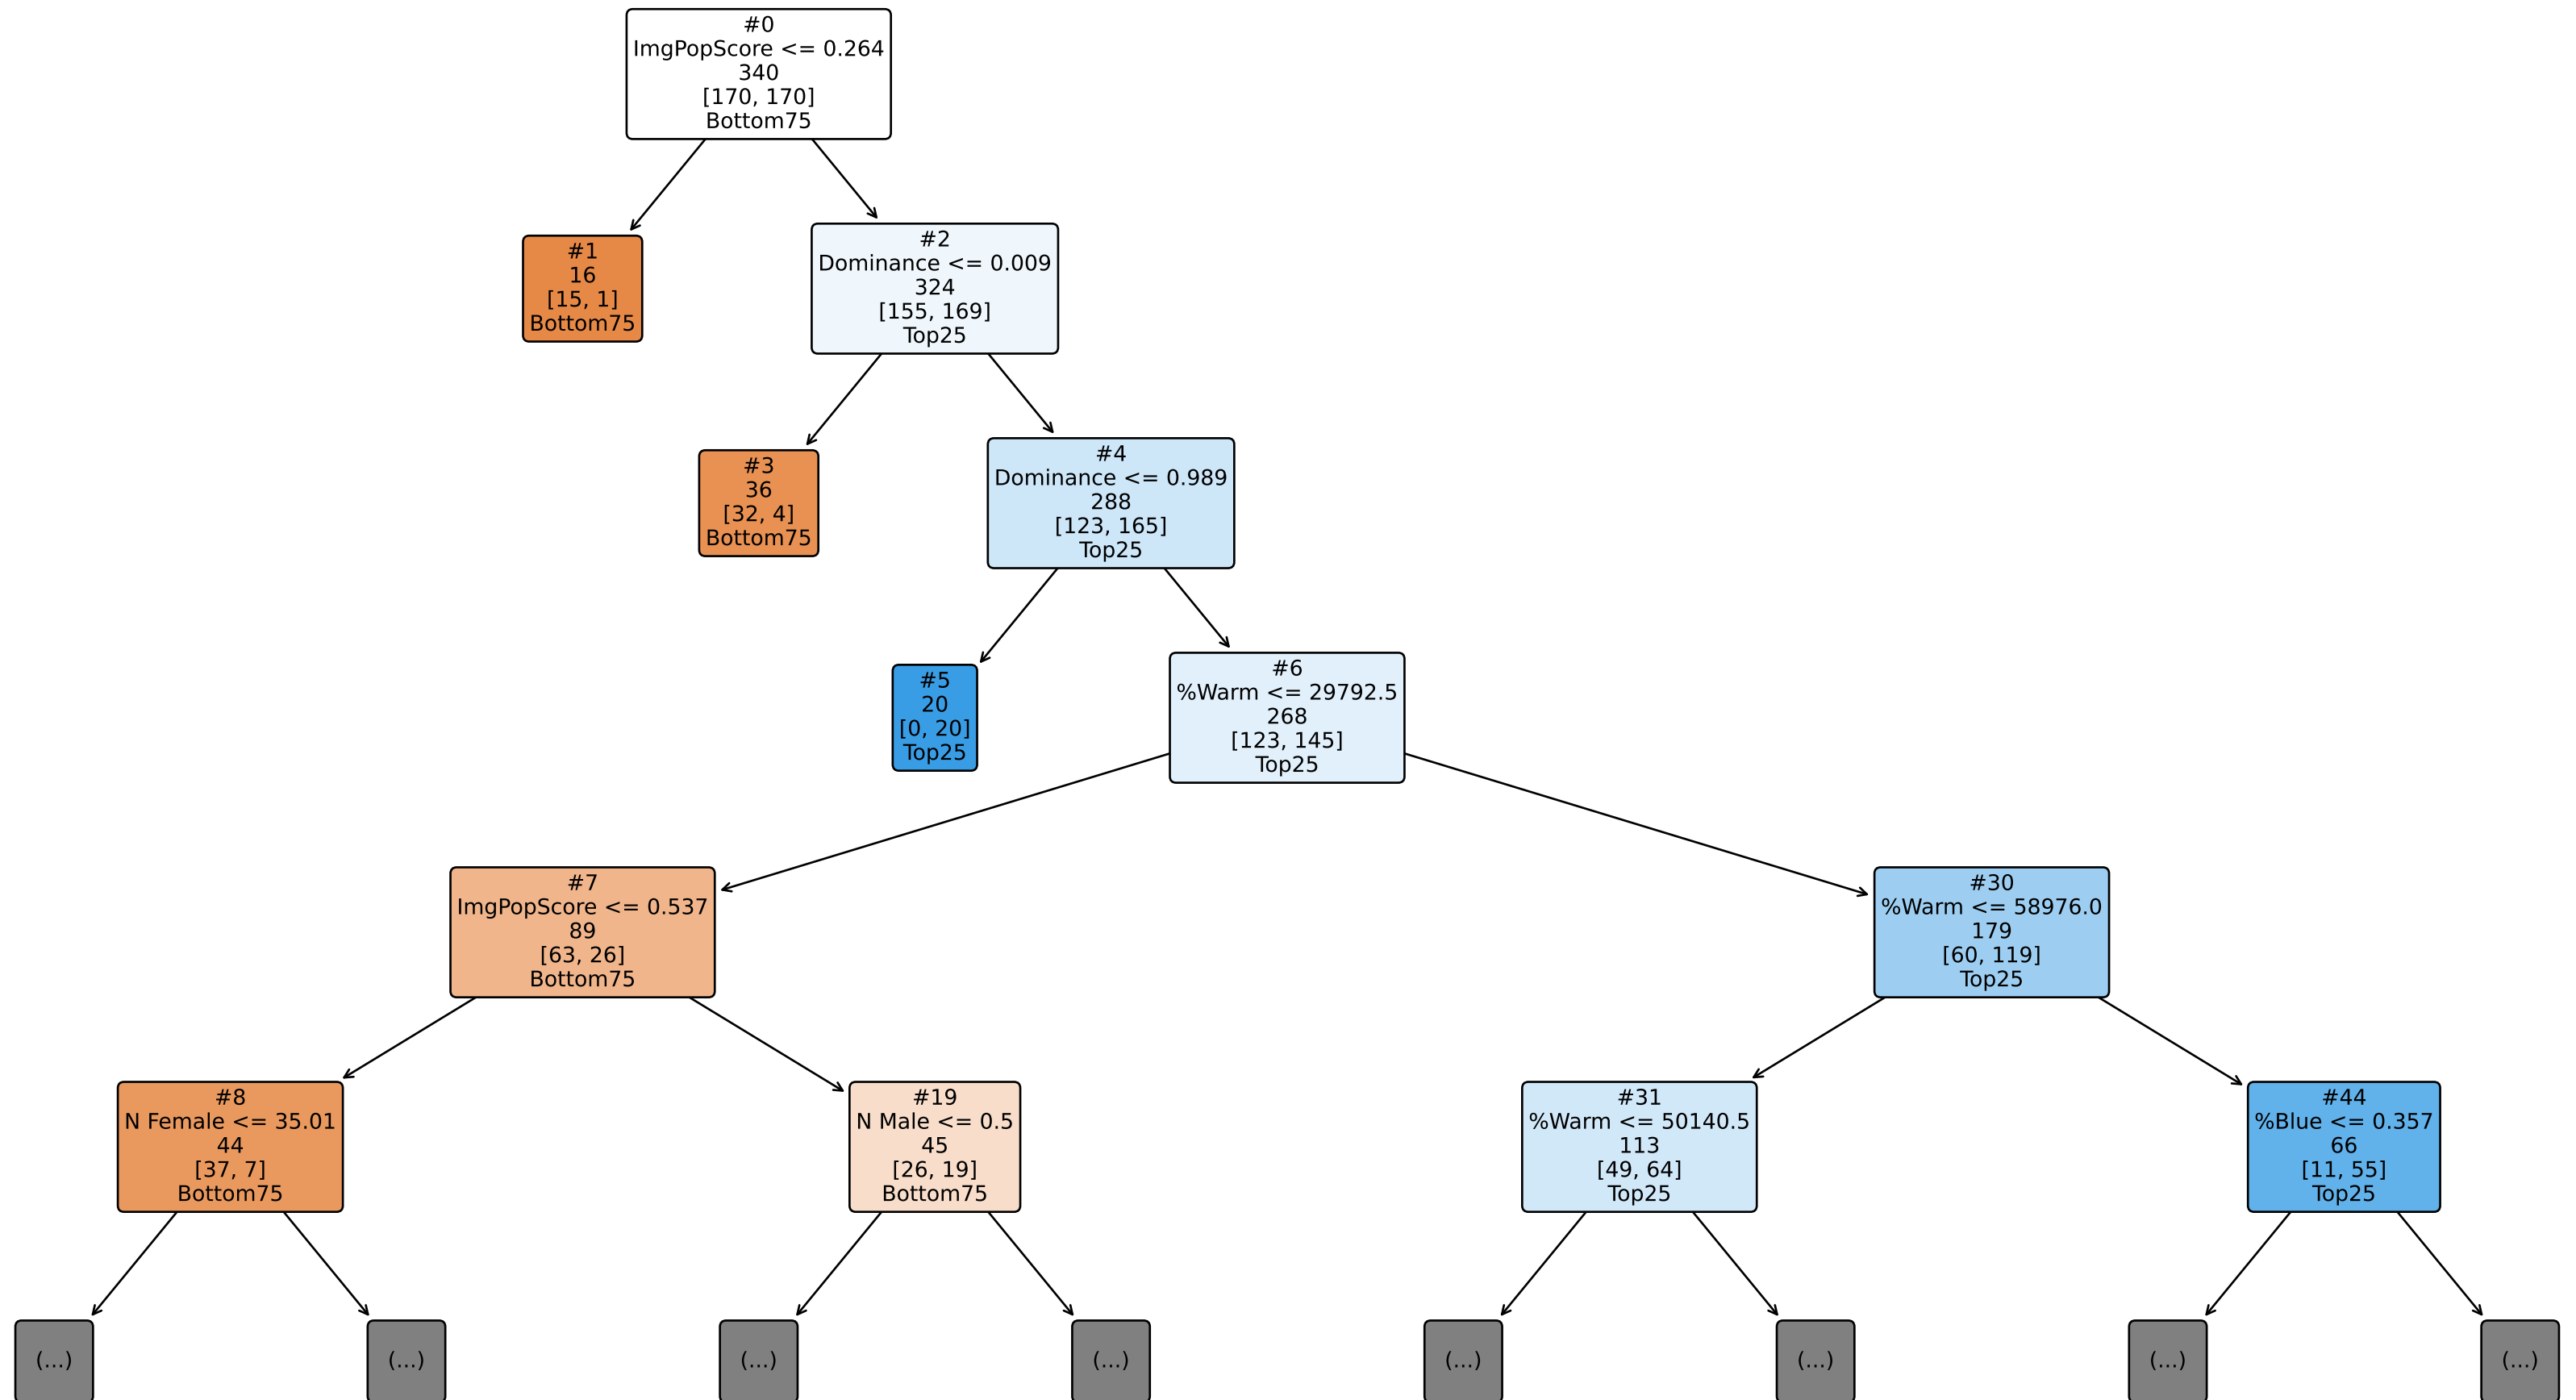 #0
ImgPopScore <= 0.264
340
[170, 170]
Bottom75
#1
16
[15, 1]
Bottom75
#2
Dominance <= 0.009
324
[155, 169]
Top25
#3
36
[32, 4]
Bottom75
#4
Dominance <= 0.989
288
[123, 165]
Top25
#5
20
[0, 20]
Top25
#6
%Warm <= 29792.5
268
[123, 145]
Top25
#7
ImgPopScore <= 0.537
89
[63, 26]
Bottom75
#30
%Warm <= 58976.0
179
[60, 119]
Top25
#8
N Female <= 35.01
44
[37, 7]
Bottom75
#19
N Male <= 0.5
45
[26, 19]
Bottom75
#31
%Warm <= 50140.5
113
[49, 64]
Top25
#44
%Blue <= 0.357
66
[11, 55]
Top25
(...)
(...)
(...)
(...)
(...)
(...)
(...)
(...)